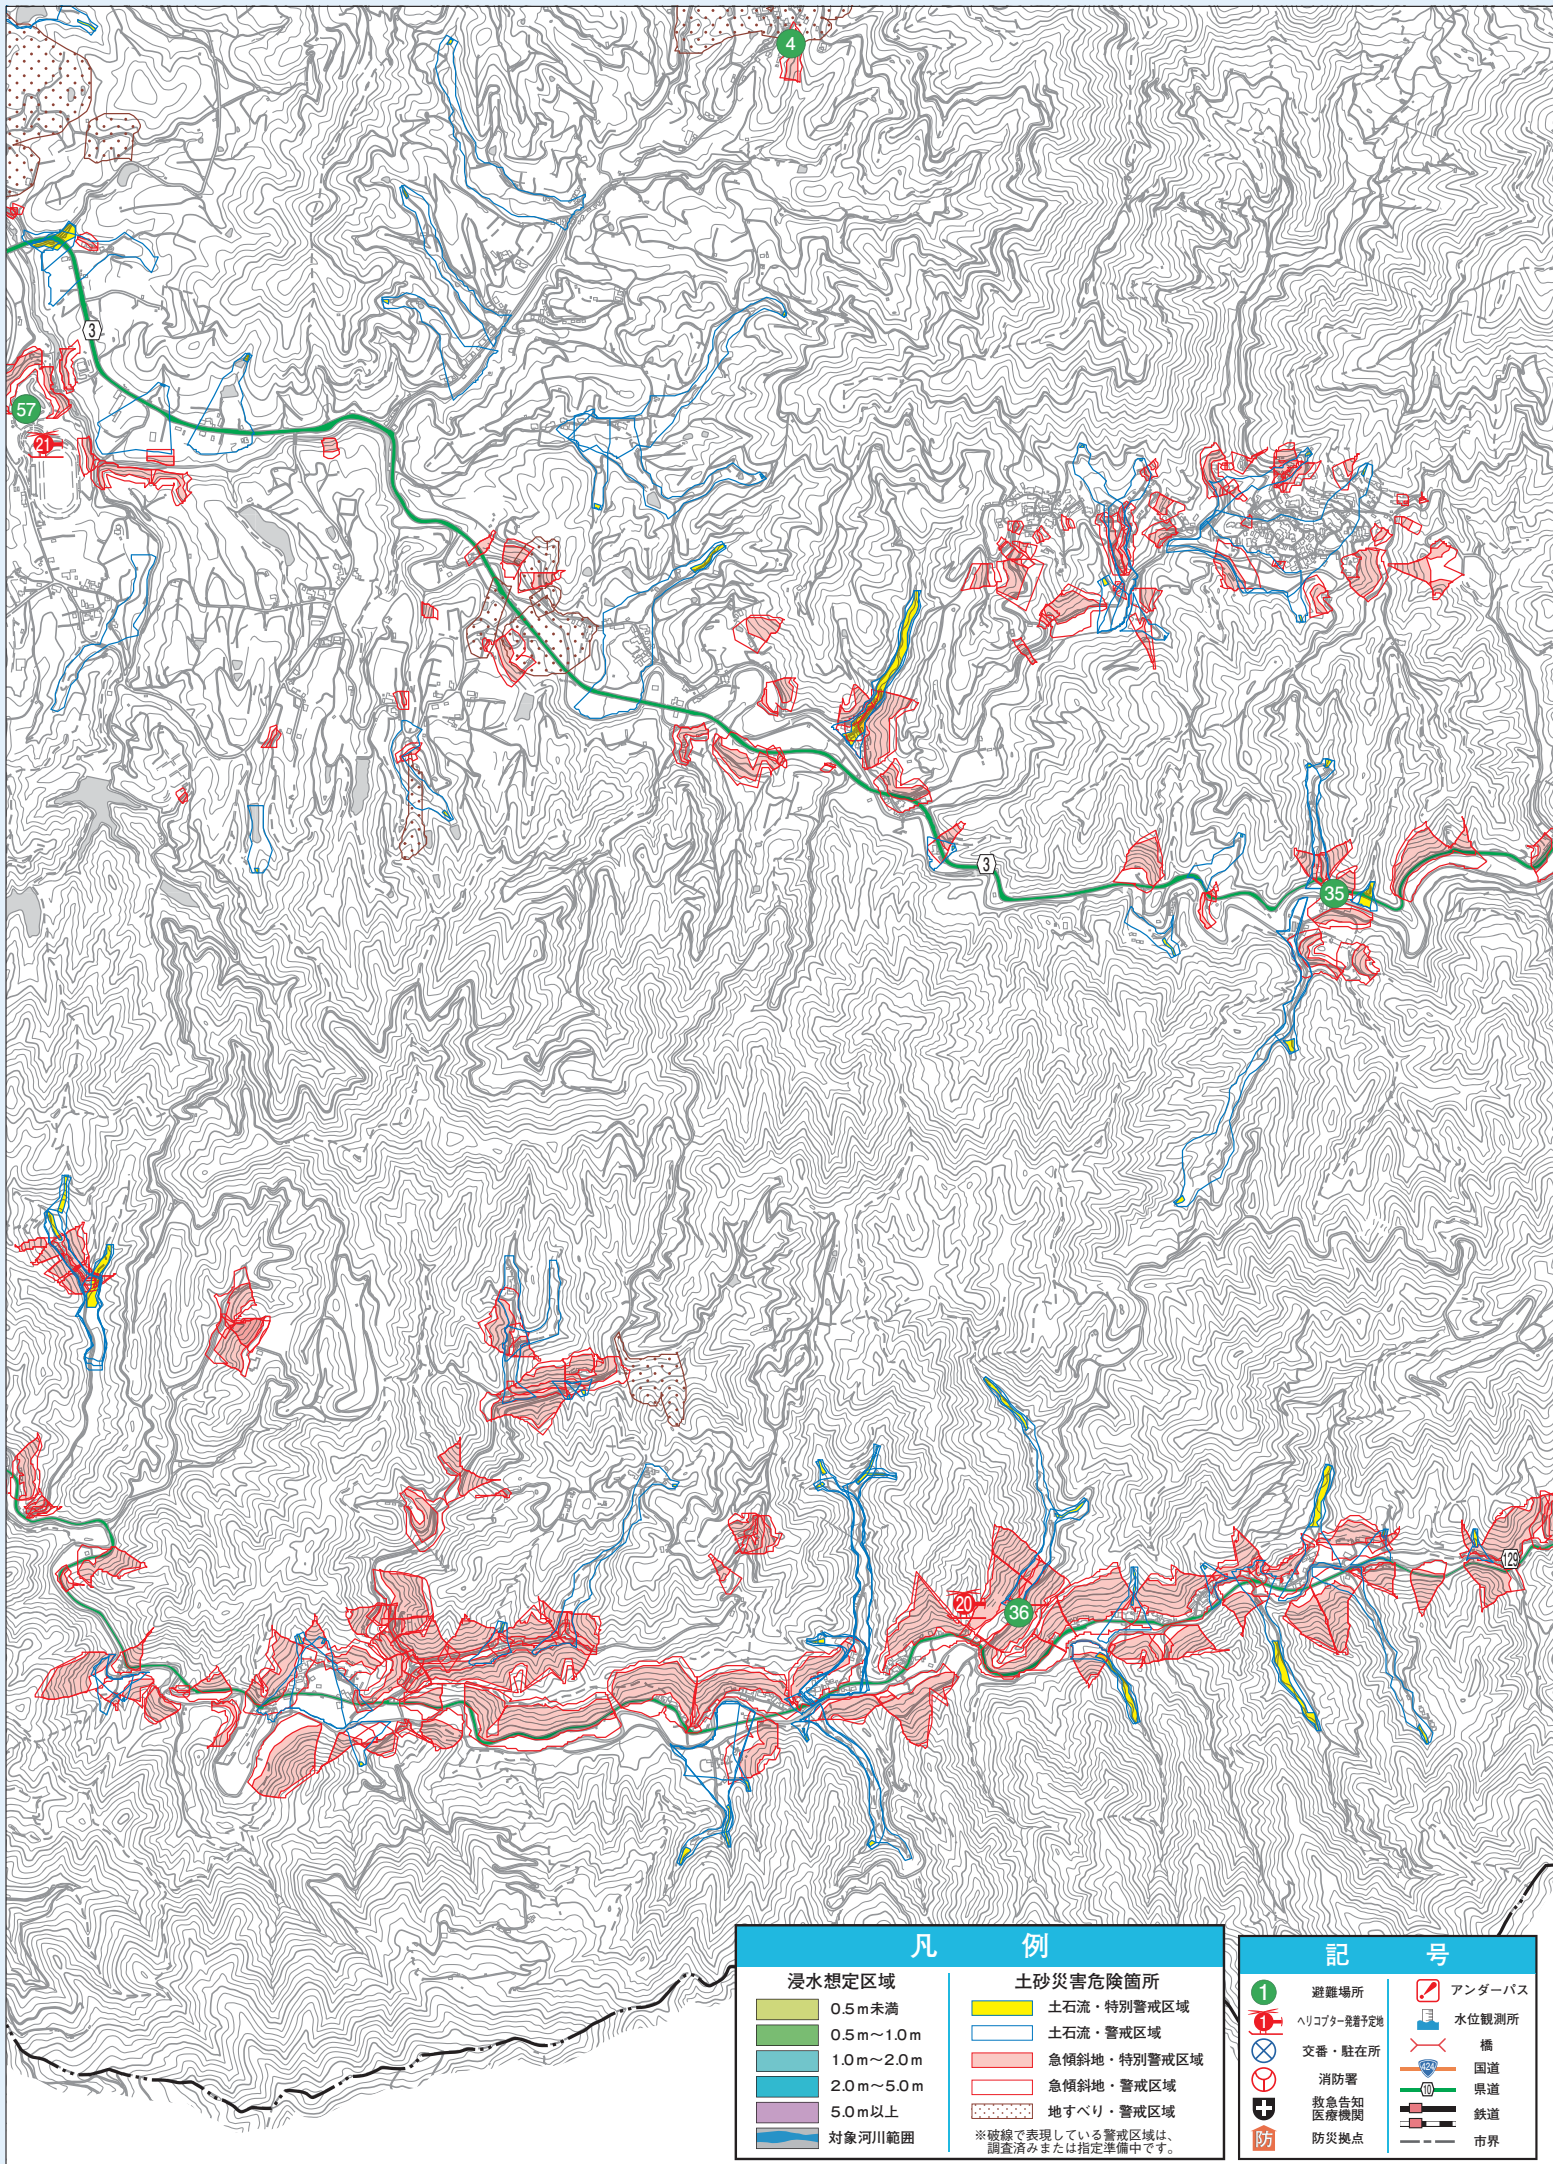 4
3
57
21
3
35
20
36
129
凡 例
浸水想定区域
0.5m未満
0.5m～1.0m
1.0m～2.0m
2.0m～5.0m
5.0m以上
対象河川範囲
土砂災害危険箇所
土石流・特別警戒区域
土石流・警戒区域
急傾斜地・特別警戒区域
急傾斜地・警戒区域
地すべり・警戒区域
※破線で表現している警戒区域は、
調査済みまたは指定準備中です。
記 号
1 避難場所
1 ヘリコプター発着予定地
交番・駐在所
消防署
救急告知
医療機関
防 防災拠点
アンダーパス
水位観測所
橋
424 国道
10 県道
鉄道
市界